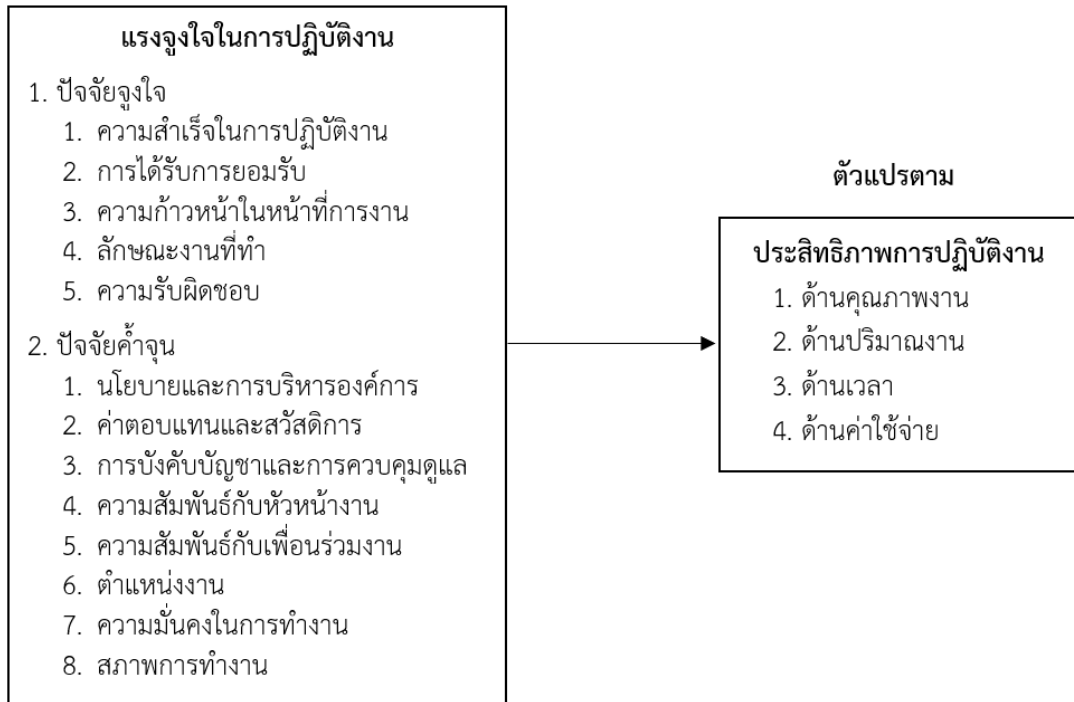 แรงจูงใจในการปฏิบัติงาน
1. ปัจจัยจูงใจ
1. ความสำเร็จในการปฏิบัติงาน
2. การได้รับการยอมรับ
3. ความก้าวหน้าในหน้าที่การงาน
4. ลักษณะงานที่ทำ
5. ความรับผิดชอบ
2. ปัจจัยค้ำจุน
1. นโยบายและการบริหารองค์การ
2. ค่าตอบแทนและสวัสดิการ
3. การบังคับบัญชาและการควบคุมดูแล
4. ความสัมพันธ์กับหัวหน้างาน
5. ความสัมพันธ์กับเพื่อนร่วมงาน
6. ตำแหน่งงาน
7. ความมั่นคงในการทำงาน
8. สภาพการทำงาน
ตัวแปรตาม
ประสิทธิภาพการปฏิบัติงาน
1. ด้านคุณภาพงาน
2. ด้านปริมาณงาน
3. ด้านเวลา
4. ด้านค่าใช้จ่าย